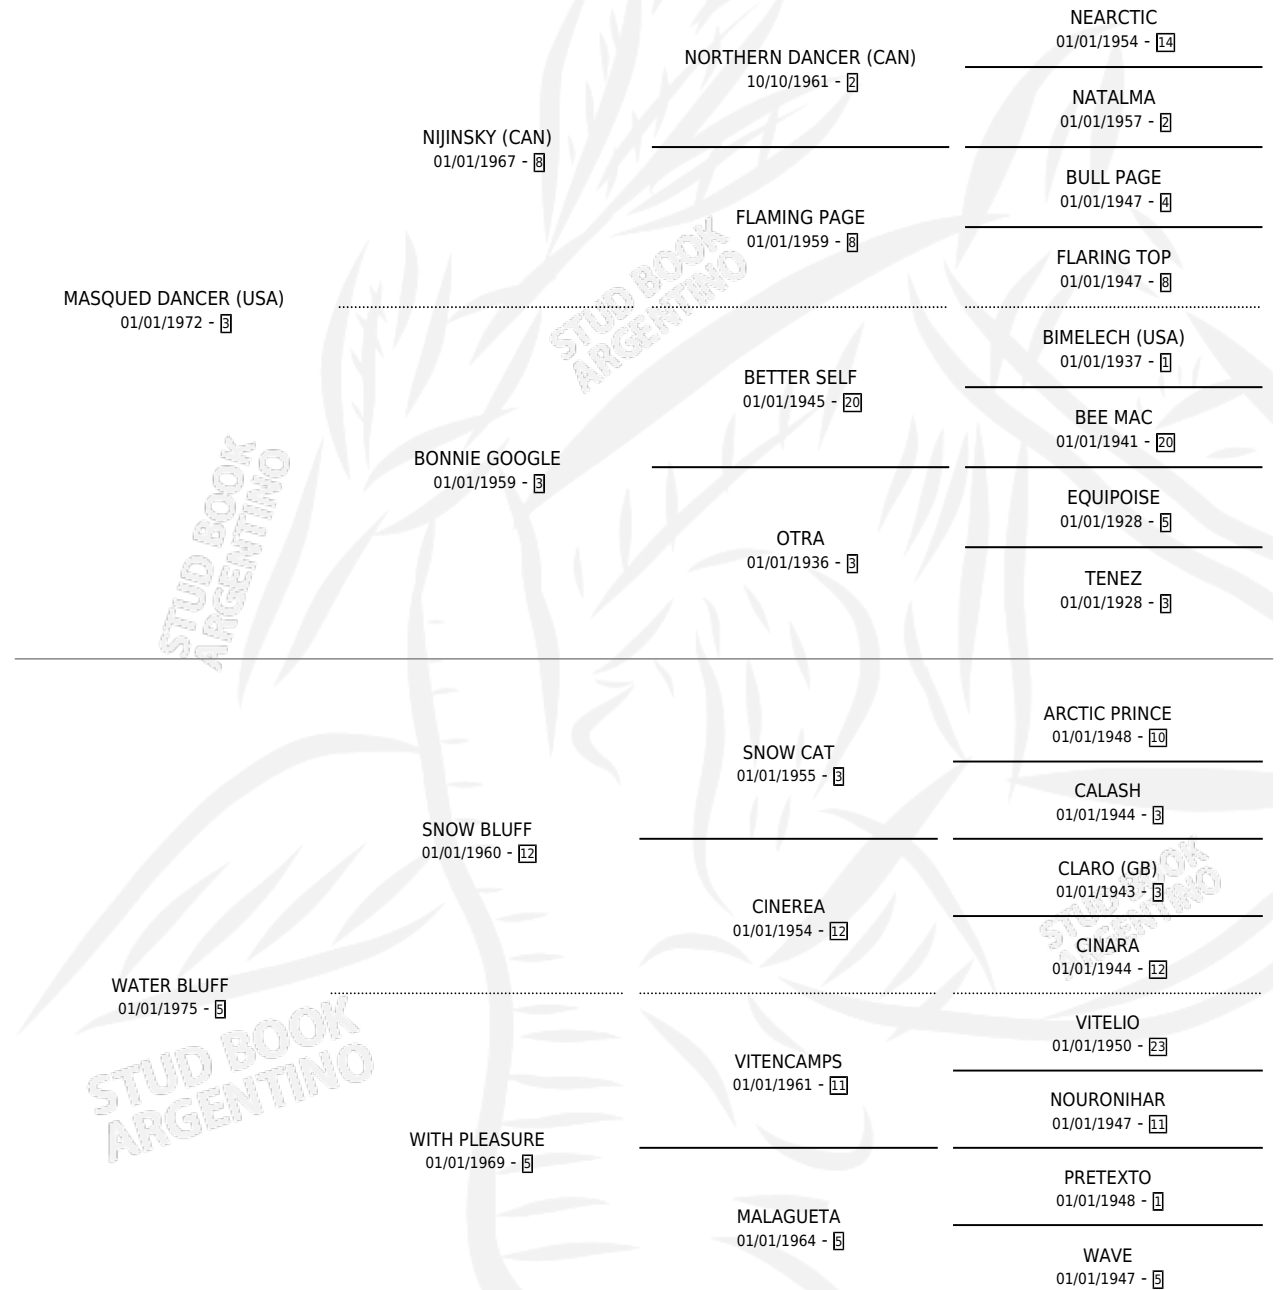 NEARCTIC
01/01/1954 - 14
NORTHERN DANCER (CAN)
10/10/1961 - 2
NATALMA
01/01/1957 - 2
NIJINSKY (CAN)
01/01/1967 - 8
BULL PAGE
01/01/1947 - 4
FLAMING PAGE
01/01/1959 - 8
FLARING TOP
01/01/1947 - 8
MASQUED DANCER (USA)
01/01/1972 - 3
BIMELECH (USA)
01/01/1937 - 1
BETTER SELF
01/01/1945 - 20
BEE MAC
01/01/1941 - 20
BONNIE GOOGLE
01/01/1959 - 3
EQUIPOISE
01/01/1928 - 5
OTRA
01/01/1936 - 3
TENEZ
01/01/1928 - 3
STUD BOOK
ARGENTINO
STUD BOOK
ARGENTINO
ARCTIC PRINCE
01/01/1948 - 10
SNOW CAT
01/01/1955 - 3
CALASH
01/01/1944 - 3
SNOW BLUFF
01/01/1960 - 12
CLARO (GB)
01/01/1943 - 3
CINEREA
01/01/1954 - 12
CINARA
01/01/1944 - 12
WATER BLUFF
01/01/1975 - 5
VITELIO
01/01/1950 - 23
VITENCAMPS
01/01/1961 - 11
NOURONIHAR
01/01/1947 - 11
WITH PLEASURE
01/01/1969 - 5
PRETEXTO
01/01/1948 - 1
MALAGUETA
01/01/1964 - 5
WAVE
01/01/1947 - 5
STUD BOOK
ARGENTINO
STUD BOOK
ARGENTINO